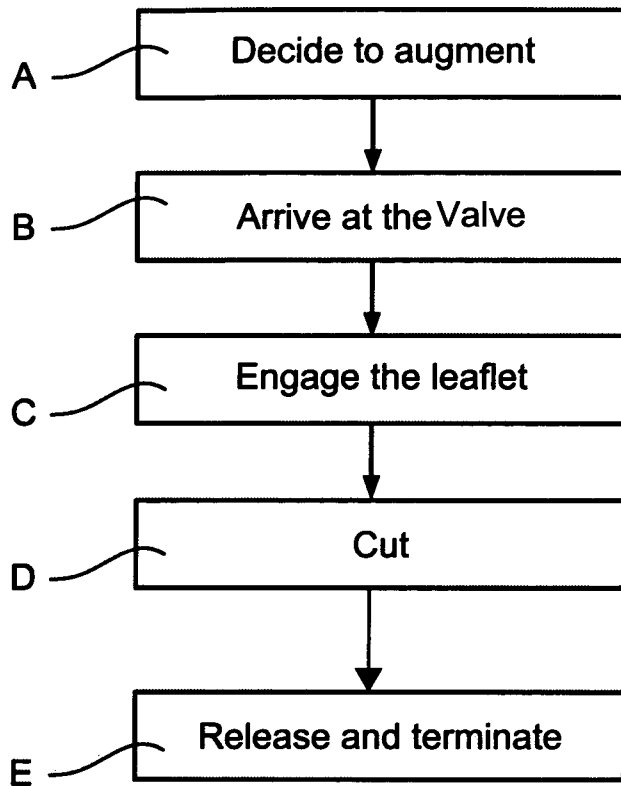 A Decide to augment
B Arrive at the Valve
C Engage the leaflet
D Cut
E Release and terminate